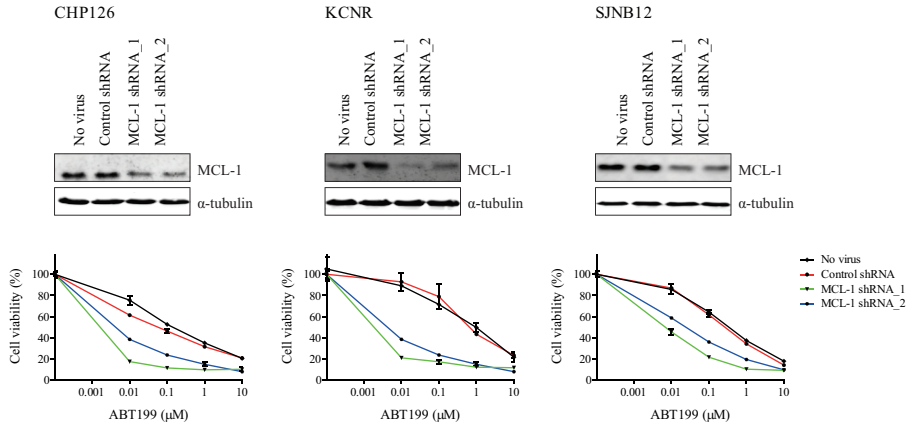 CHP126
KCNR
SJNB12
No virus
Control shRNA
MCL-1 shRNA_1
MCL-1 shRNA_2
No virus
Control shRNA
MCL-1 shRNA_1
MCL-1 shRNA_2
No virus
Control shRNA
MCL-1 shRNA_1
MCL-1 shRNA_2
MCL-1
α-tubulin
MCL-1
α-tubulin
MCL-1
α-tubulin
Cell viability (%)
100
80
60
40
20
0
0.001 0.01 0.1 1 10
ABT199 (µM)
Cell viability (%)
100
80
60
40
20
0
0.001 0.01 0.1 1 10
ABT199 (µM)
Cell viability (%)
100
80
60
40
20
0
0.001 0.01 0.1 1 10
ABT199 (µM)
No virus
Control shRNA
MCL-1 shRNA_1
MCL-1 shRNA_2